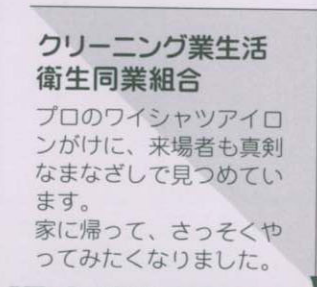 クリーニング業生活
衛生同業組合
プロのワイシャツアイロ
ンがけに、来場者も真剣
なまなざしで見つめてい
ます。
家に帰って、さっそくや
ってみたくなりました。